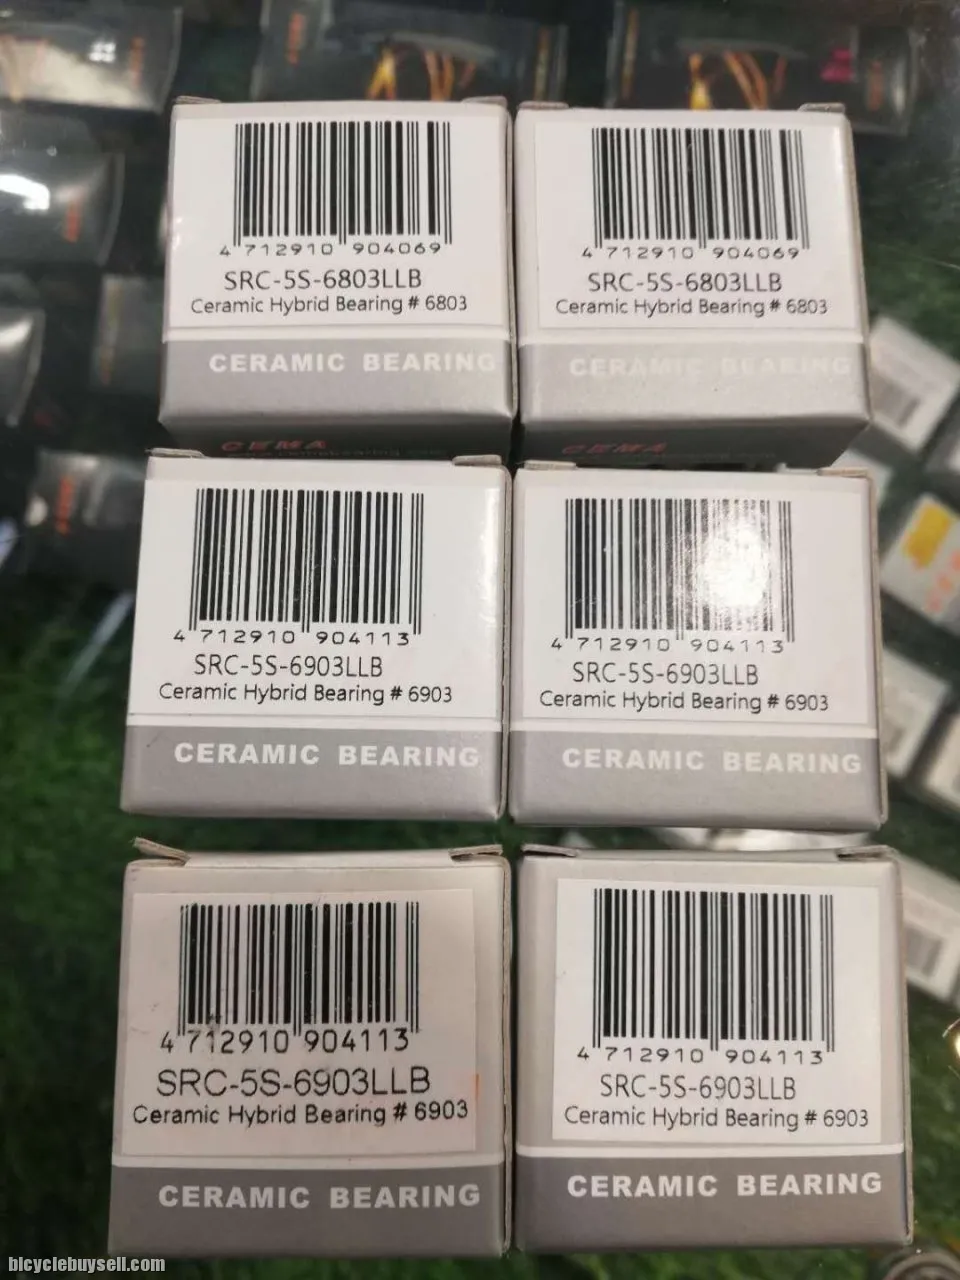 4 712910 904069
SRC-5S-6803LLB
Ceramic Hybrid Bearing # 6803
CERAMIC BEARING
CEMA
4 712910 904069
SRC-5S-6803LLB
Ceramic Hybrid Bearing # 6803
CERAMIC BEARING
CEMA
4 712910 904113
SRC-5S-6903LLB
Ceramic Hybrid Bearing # 6903
CERAMIC BEARING
4 712910 904113
SRC-5S-6903LLB
Ceramic Hybrid Bearing # 6903
CERAMIC BEARING
4 712910 904113
SRC-5S-6903LLB
Ceramic Hybrid Bearing # 6903
CERAMIC BEARING
4 712910 904113
SRC-5S-6903LLB
Ceramic Hybrid Bearing # 6903
CERAMIC BEARING
bicyclebuysell.com